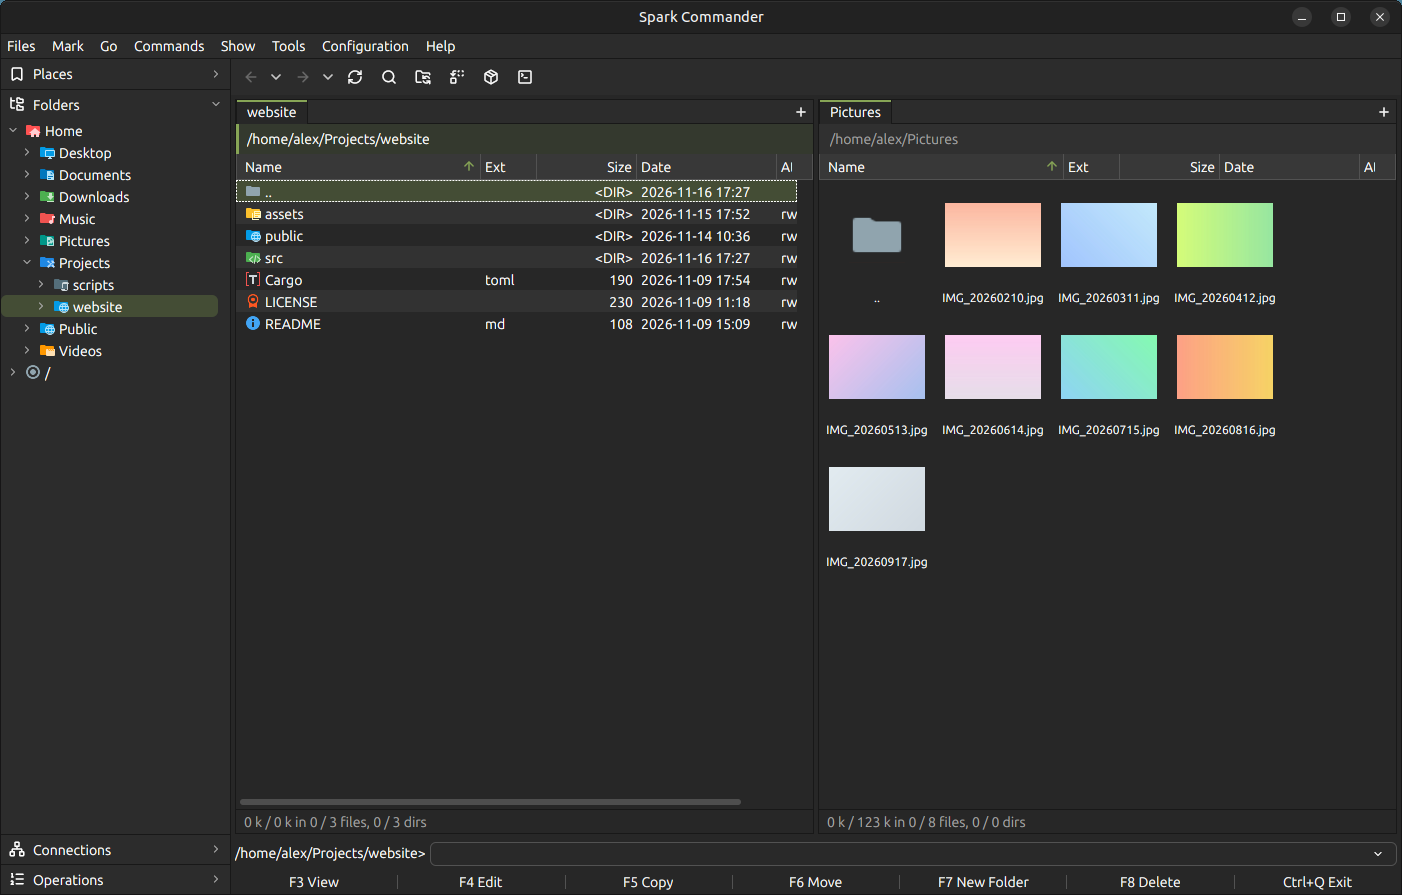 Spark Commander
Files Mark Go Commands Show Tools Configuration Help
Places
Folders
Home
Desktop
Documents
Downloads
Music
Pictures
Projects
scripts
website
Public
Videos
/
Connections
Operations
website
/home/alex/Projects/website
Name Ext Size Date At
.. <DIR> 2026-11-16 17:27
assets <DIR> 2026-11-15 17:52 rw
public <DIR> 2026-11-14 10:36 rw
src <DIR> 2026-11-16 17:27 rw
Cargo toml 190 2026-11-09 17:54 rw
LICENSE 230 2026-11-09 11:18 rw
README md 108 2026-11-09 15:09 rw
0 k / 0 k in 0 / 3 files, 0 / 3 dirs
Pictures
/home/alex/Pictures
Name Ext Size Date At
.. IMG_20260210.jpg IMG_20260311.jpg IMG_20260412.jpg
IMG_20260513.jpg IMG_20260614.jpg IMG_20260715.jpg IMG_20260816.jpg
IMG_20260917.jpg
0 k / 123 k in 0 / 8 files, 0 / 0 dirs
/home/alex/Projects/website>
F3 View F4 Edit F5 Copy F6 Move F7 New Folder F8 Delete Ctrl+Q Exit